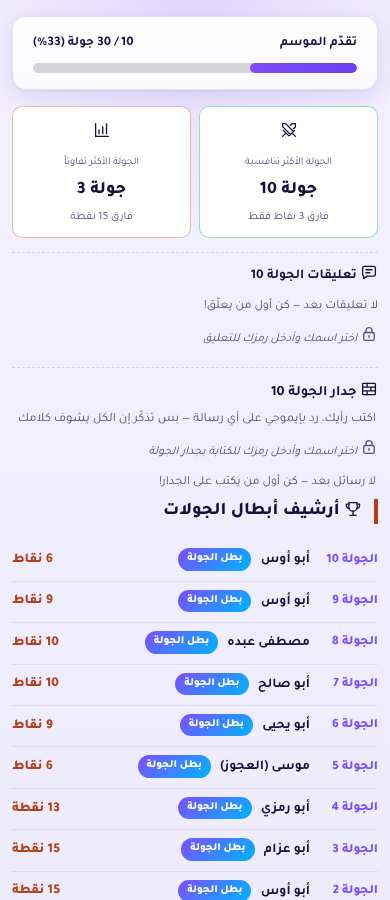 تقدّم الموسم
10 / 30 جولة (33%)
الجولة الأكثر تنافسية
جولة 10
فارق 3 نقاط فقط
الجولة الأكثر تفاوتاً
جولة 3
فارق 15 نقطة
تعليقات الجولة 10
لا تعليقات بعد — كن أول من يعلّق!
اختر اسمك وأدخل رمزك للتعليق
جدار الجولة 10
اكتب رأيك، رد بإيموجي على أي رسالة — بس تذكّر إن الكل يشوف كلامك
اختر اسمك وأدخل رمزك للكتابة بجدار الجولة
لا رسائل بعد — كن أول من يكتب على الجدار!
أرشيف أبطال الجولات
الجولة 10 أبو أوس بطل الجولة 6 نقاط
الجولة 9 أبو أوس بطل الجولة 9 نقاط
الجولة 8 مصطفى عبده بطل الجولة 10 نقاط
الجولة 7 أبو صالح بطل الجولة 10 نقاط
الجولة 6 أبو يحيى بطل الجولة 9 نقاط
الجولة 5 موسى (العجوز) بطل الجولة 6 نقاط
الجولة 4 أبو رمزي بطل الجولة 13 نقطة
الجولة 3 أبو عزام بطل الجولة 15 نقطة
الجولة 2 أبو أوس بطل الجولة 15 نقطة